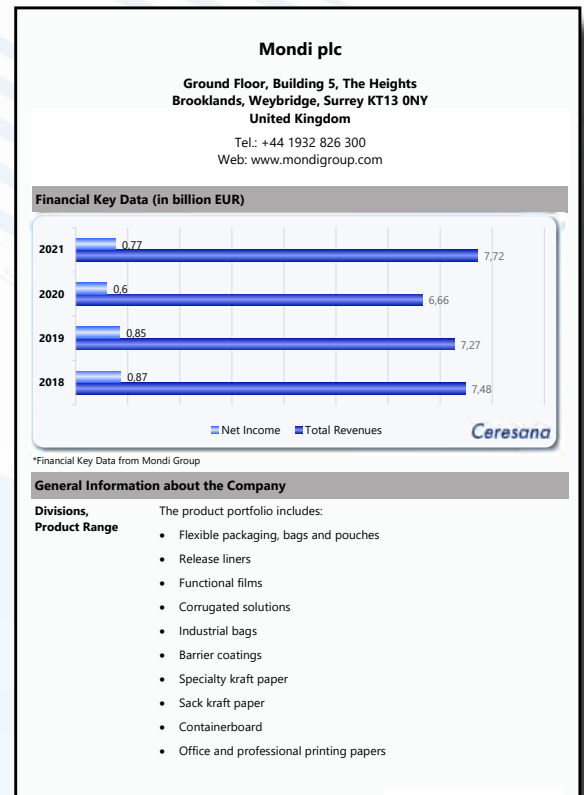 Mondi plc
Ground Floor, Building 5, The Heights
Brooklands, Weybridge, Surrey KT13 0NY
United Kingdom
Tel.: +44 1932 826 300
Web: www.mondigroup.com
Financial Key Data (in billion EUR)
2021
0,77
7,72
2020
0,6
6,66
2019
0,85
7,27
2018
0,87
7,48
Net Income Total Revenues
Ceresana
*Financial Key Data from Mondi Group
General Information about the Company
Divisions, Product Range
The product portfolio includes:
• Flexible packaging, bags and pouches
• Release liners
• Functional films
• Corrugated solutions
• Industrial bags
• Barrier coatings
• Specialty kraft paper
• Sack kraft paper
• Containerboard
• Office and professional printing papers